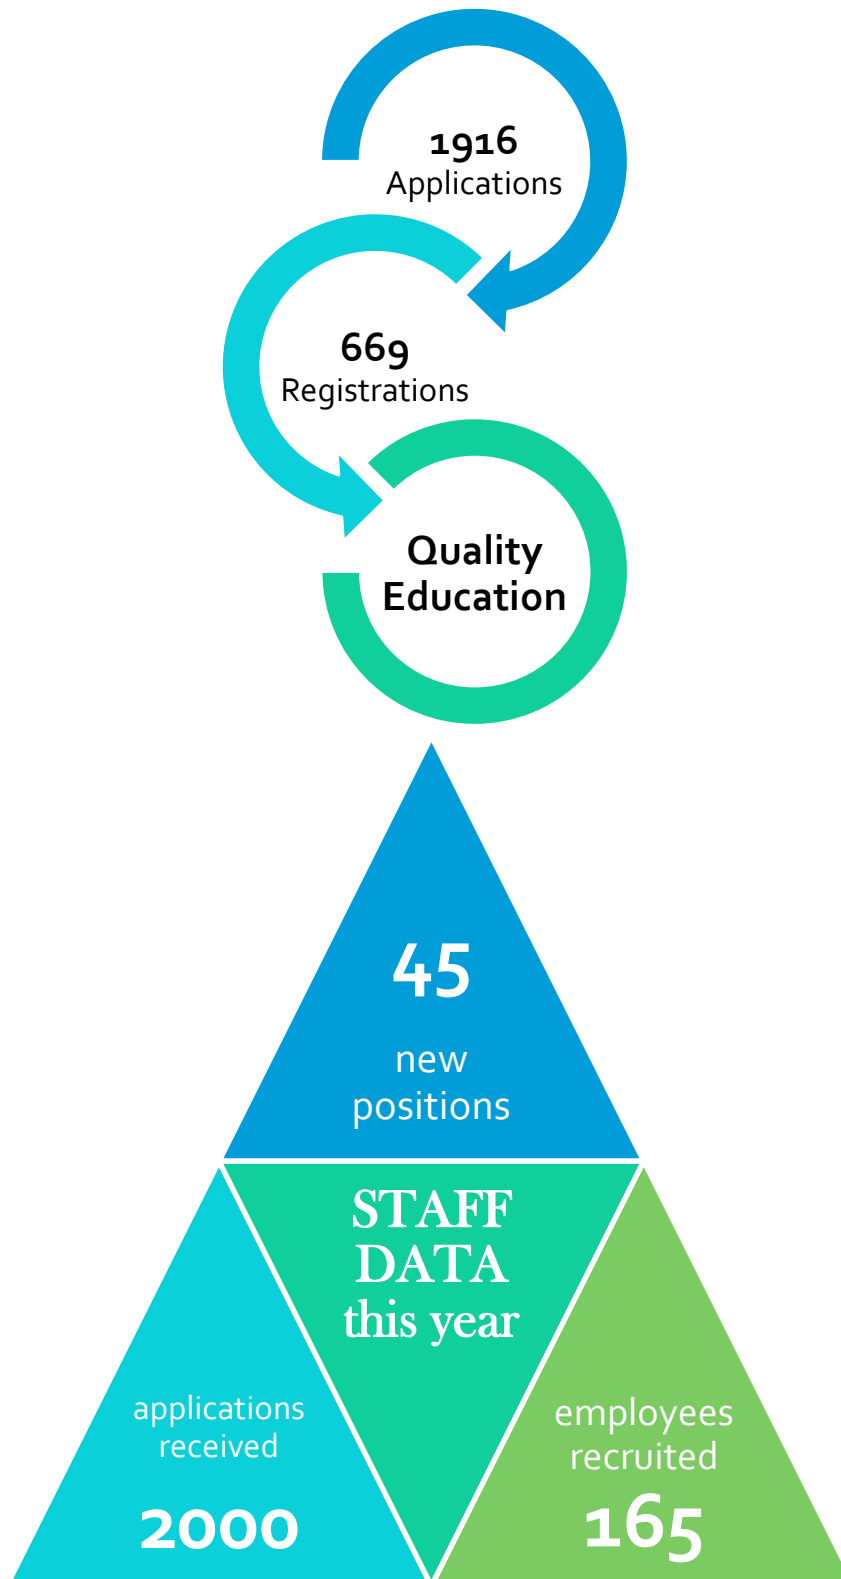 1916
Applications
669
Registrations
Quality
Education
45
new
positions
STAFF
DATA
this year
applications
received
2000
employees
recruited
165